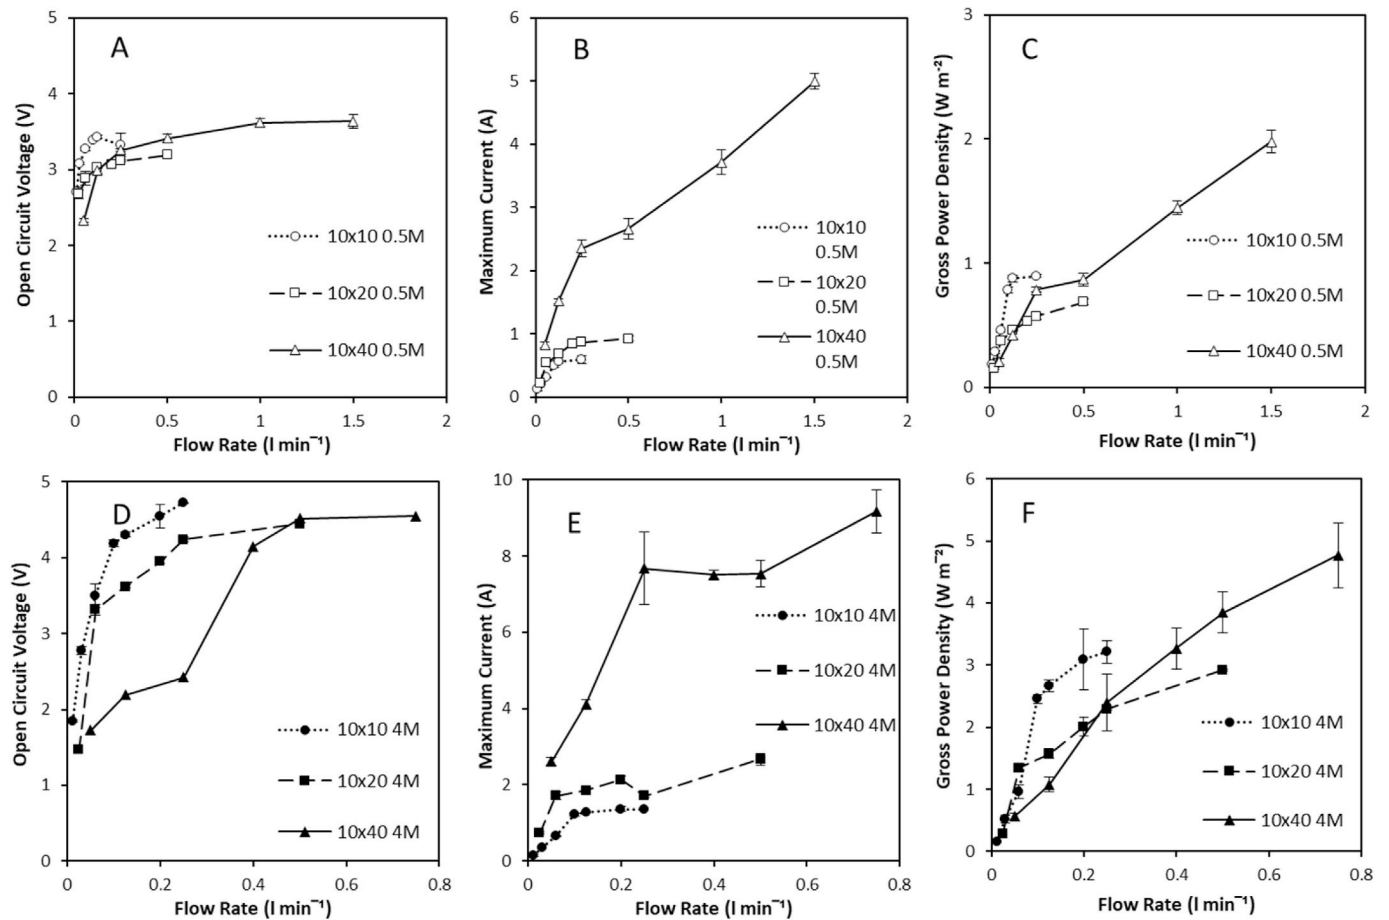 A
Open Circuit Voltage (V)
5
4
3
2
1
0
0 0.5 1 1.5 2
Flow Rate (l min⁻¹)
10x10 0.5M
10x20 0.5M
10x40 0.5M
B
Maximum Current (A)
6
5
4
3
2
1
0
0 0.5 1 1.5 2
Flow Rate (l min⁻¹)
10x10
0.5M
10x20
0.5M
10x40
0.5M
C
Gross Power Density (W m⁻²)
3
2
1
0
0 0.5 1 1.5 2
Flow Rate (l min⁻¹)
10x10 0.5M
10x20 0.5M
10x40 0.5M
D
Open Circuit Voltage (V)
5
4
3
2
1
0
0 0.2 0.4 0.6 0.8
Flow Rate (l min⁻¹)
10x10 4M
10x20 4M
10x40 4M
E
Maximum Current (A)
10
8
6
4
2
0
0 0.2 0.4 0.6 0.8
Flow Rate (l min⁻¹)
10x10 4M
10x20 4M
10x40 4M
F
Gross Power Density (W m⁻²)
6
5
4
3
2
1
0
0 0.2 0.4 0.6 0.8
Flow Rate (l min⁻¹)
10x10 4M
10x20 4M
10x40 4M